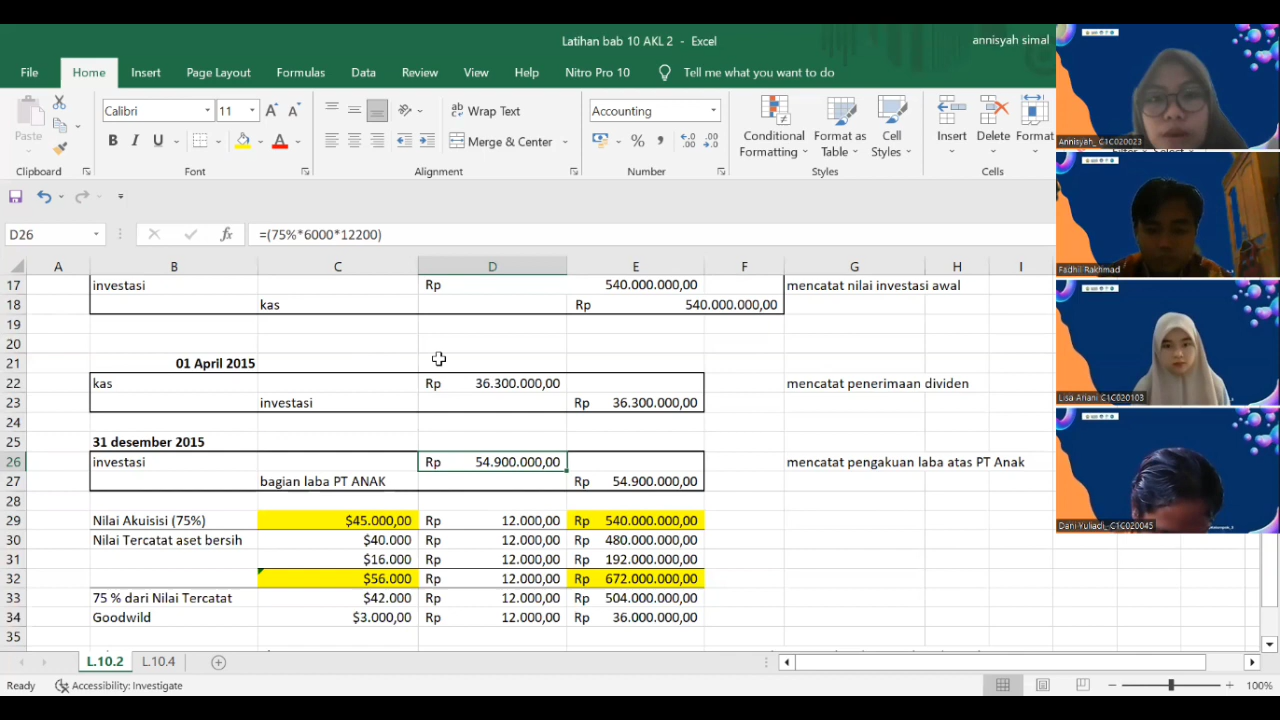 Latihan bab 10 AKL 2 - Excel
annisyah simal
File Home Insert Page Layout Formulas Data Review View Help Nitro Pro 10 Tell me what you want to do
Paste
Calibri 11
B I U
Wrap Text
Merge & Center
Accounting
Conditional Formatting
Format as Table
Cell Styles
Insert Delete Format
Clipboard Font Alignment Number Styles Cells
Annisyah_ C1C020023
D26 fx =(75%*6000*12200)
A B C D E F G H I
17 investasi Rp 540.000.000,00 mencatat nilai investasi awal
18 kas Rp 540.000.000,00
19
20
21 01 April 2015
22 kas Rp 36.300.000,00 mencatat penerimaan dividen
23 investasi Rp 36.300.000,00
24
25 31 desember 2015
26 investasi Rp 54.900.000,00 mencatat pengakuan laba atas PT Anak
27 bagian laba PT ANAK Rp 54.900.000,00
28
29 Nilai Akuisisi (75%) $45.000,00 Rp 12.000,00 Rp 540.000.000,00
30 Nilai Tercatat aset bersih $40.000 Rp 12.000,00 Rp 480.000.000,00
31 $16.000 Rp 12.000,00 Rp 192.000.000,00
32 $56.000 Rp 12.000,00 Rp 672.000.000,00
33 75 % dari Nilai Tercatat $42.000 Rp 12.000,00 Rp 504.000.000,00
34 Goodwild $3.000,00 Rp 12.000,00 Rp 36.000.000,00
35
Fadhil Rakhmad
Lisa Ariani C1C020103
Dani Yuliadi_ C1C020045
L.10.2 L.10.4
Ready Accessibility: Investigate 100%